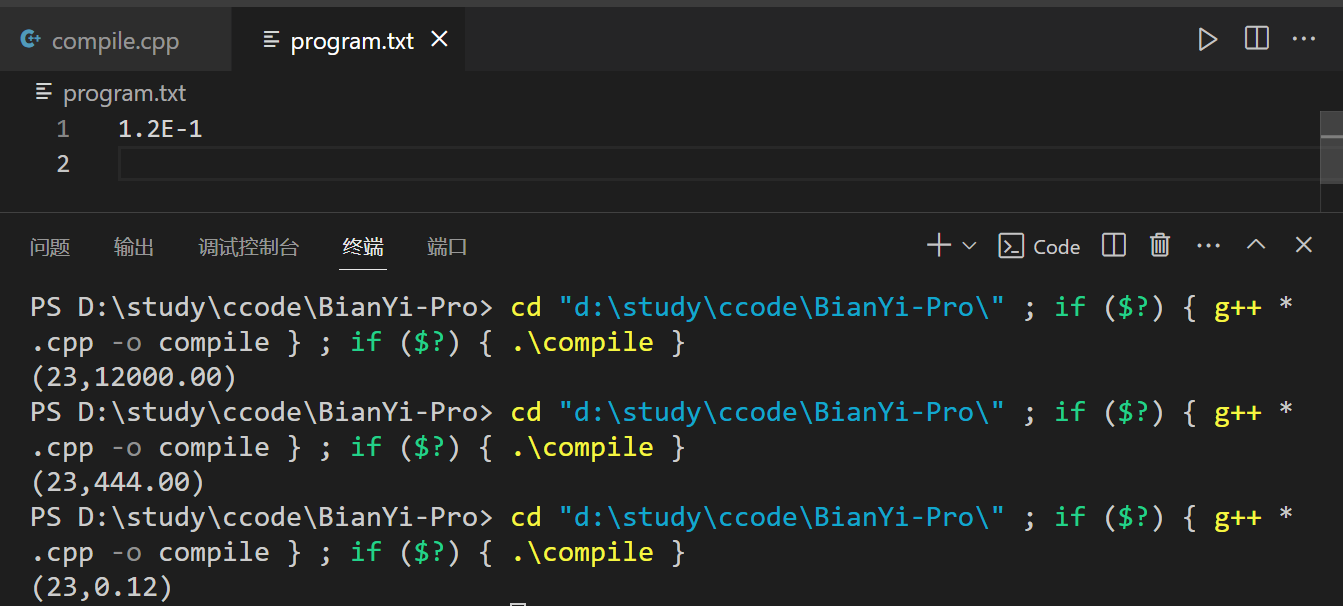 compile.cpp
program.txt
program.txt
1 1.2E-1
2
问题 输出 调试控制台 终端 端口
Code
PS D:\study\ccode\BianYi-Pro> cd "d:\study\ccode\BianYi-Pro\" ; if ($?) { g++ *
.cpp -o compile } ; if ($?) { .\compile }
(23,12000.00)
PS D:\study\ccode\BianYi-Pro> cd "d:\study\ccode\BianYi-Pro\" ; if ($?) { g++ *
.cpp -o compile } ; if ($?) { .\compile }
(23,444.00)
PS D:\study\ccode\BianYi-Pro> cd "d:\study\ccode\BianYi-Pro\" ; if ($?) { g++ *
.cpp -o compile } ; if ($?) { .\compile }
(23,0.12)